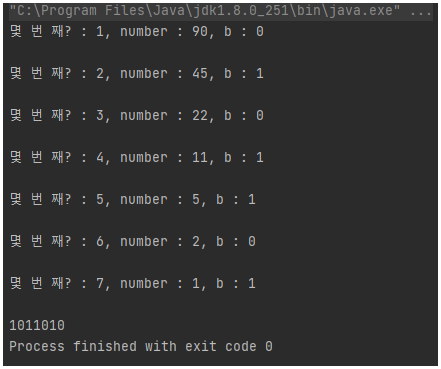 "C:\Program Files\Java\jdk1.8.0_251\bin\java.exe" ...
몇 번 째? : 1, number : 90, b : 0
몇 번 째? : 2, number : 45, b : 1
몇 번 째? : 3, number : 22, b : 0
몇 번 째? : 4, number : 11, b : 1
몇 번 째? : 5, number : 5, b : 1
몇 번 째? : 6, number : 2, b : 0
몇 번 째? : 7, number : 1, b : 1
1011010
Process finished with exit code 0